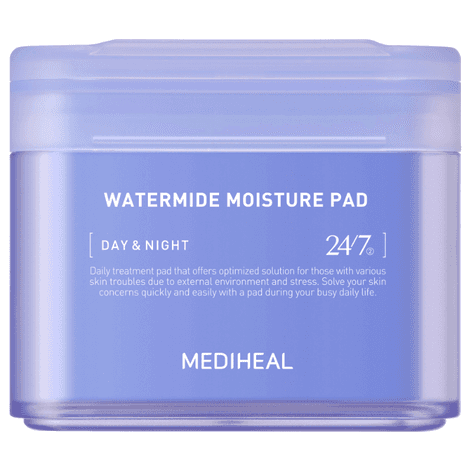 WATERMIDE MOISTURE PAD
[ DAY & NIGHT 24/7 ]
Daily treatment pad that offers optimized solution for those with various
skin troubles due to external environment and stress. Solve your skin
concerns quickly and easily with a pad during your busy daily life.
MEDIHEAL